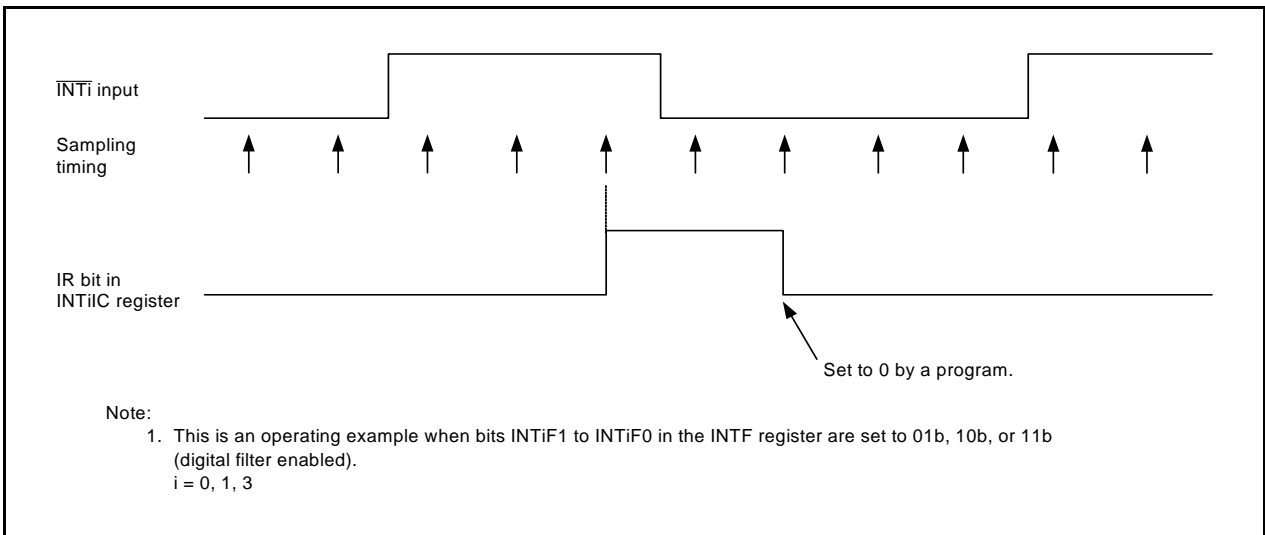 INTi input
Sampling
timing
IR bit in
INTiIC register
Set to 0 by a program.
Note:
1. This is an operating example when bits INTiF1 to INTiF0 in the INTF register are set to 01b, 10b, or 11b
(digital filter enabled).
i = 0, 1, 3